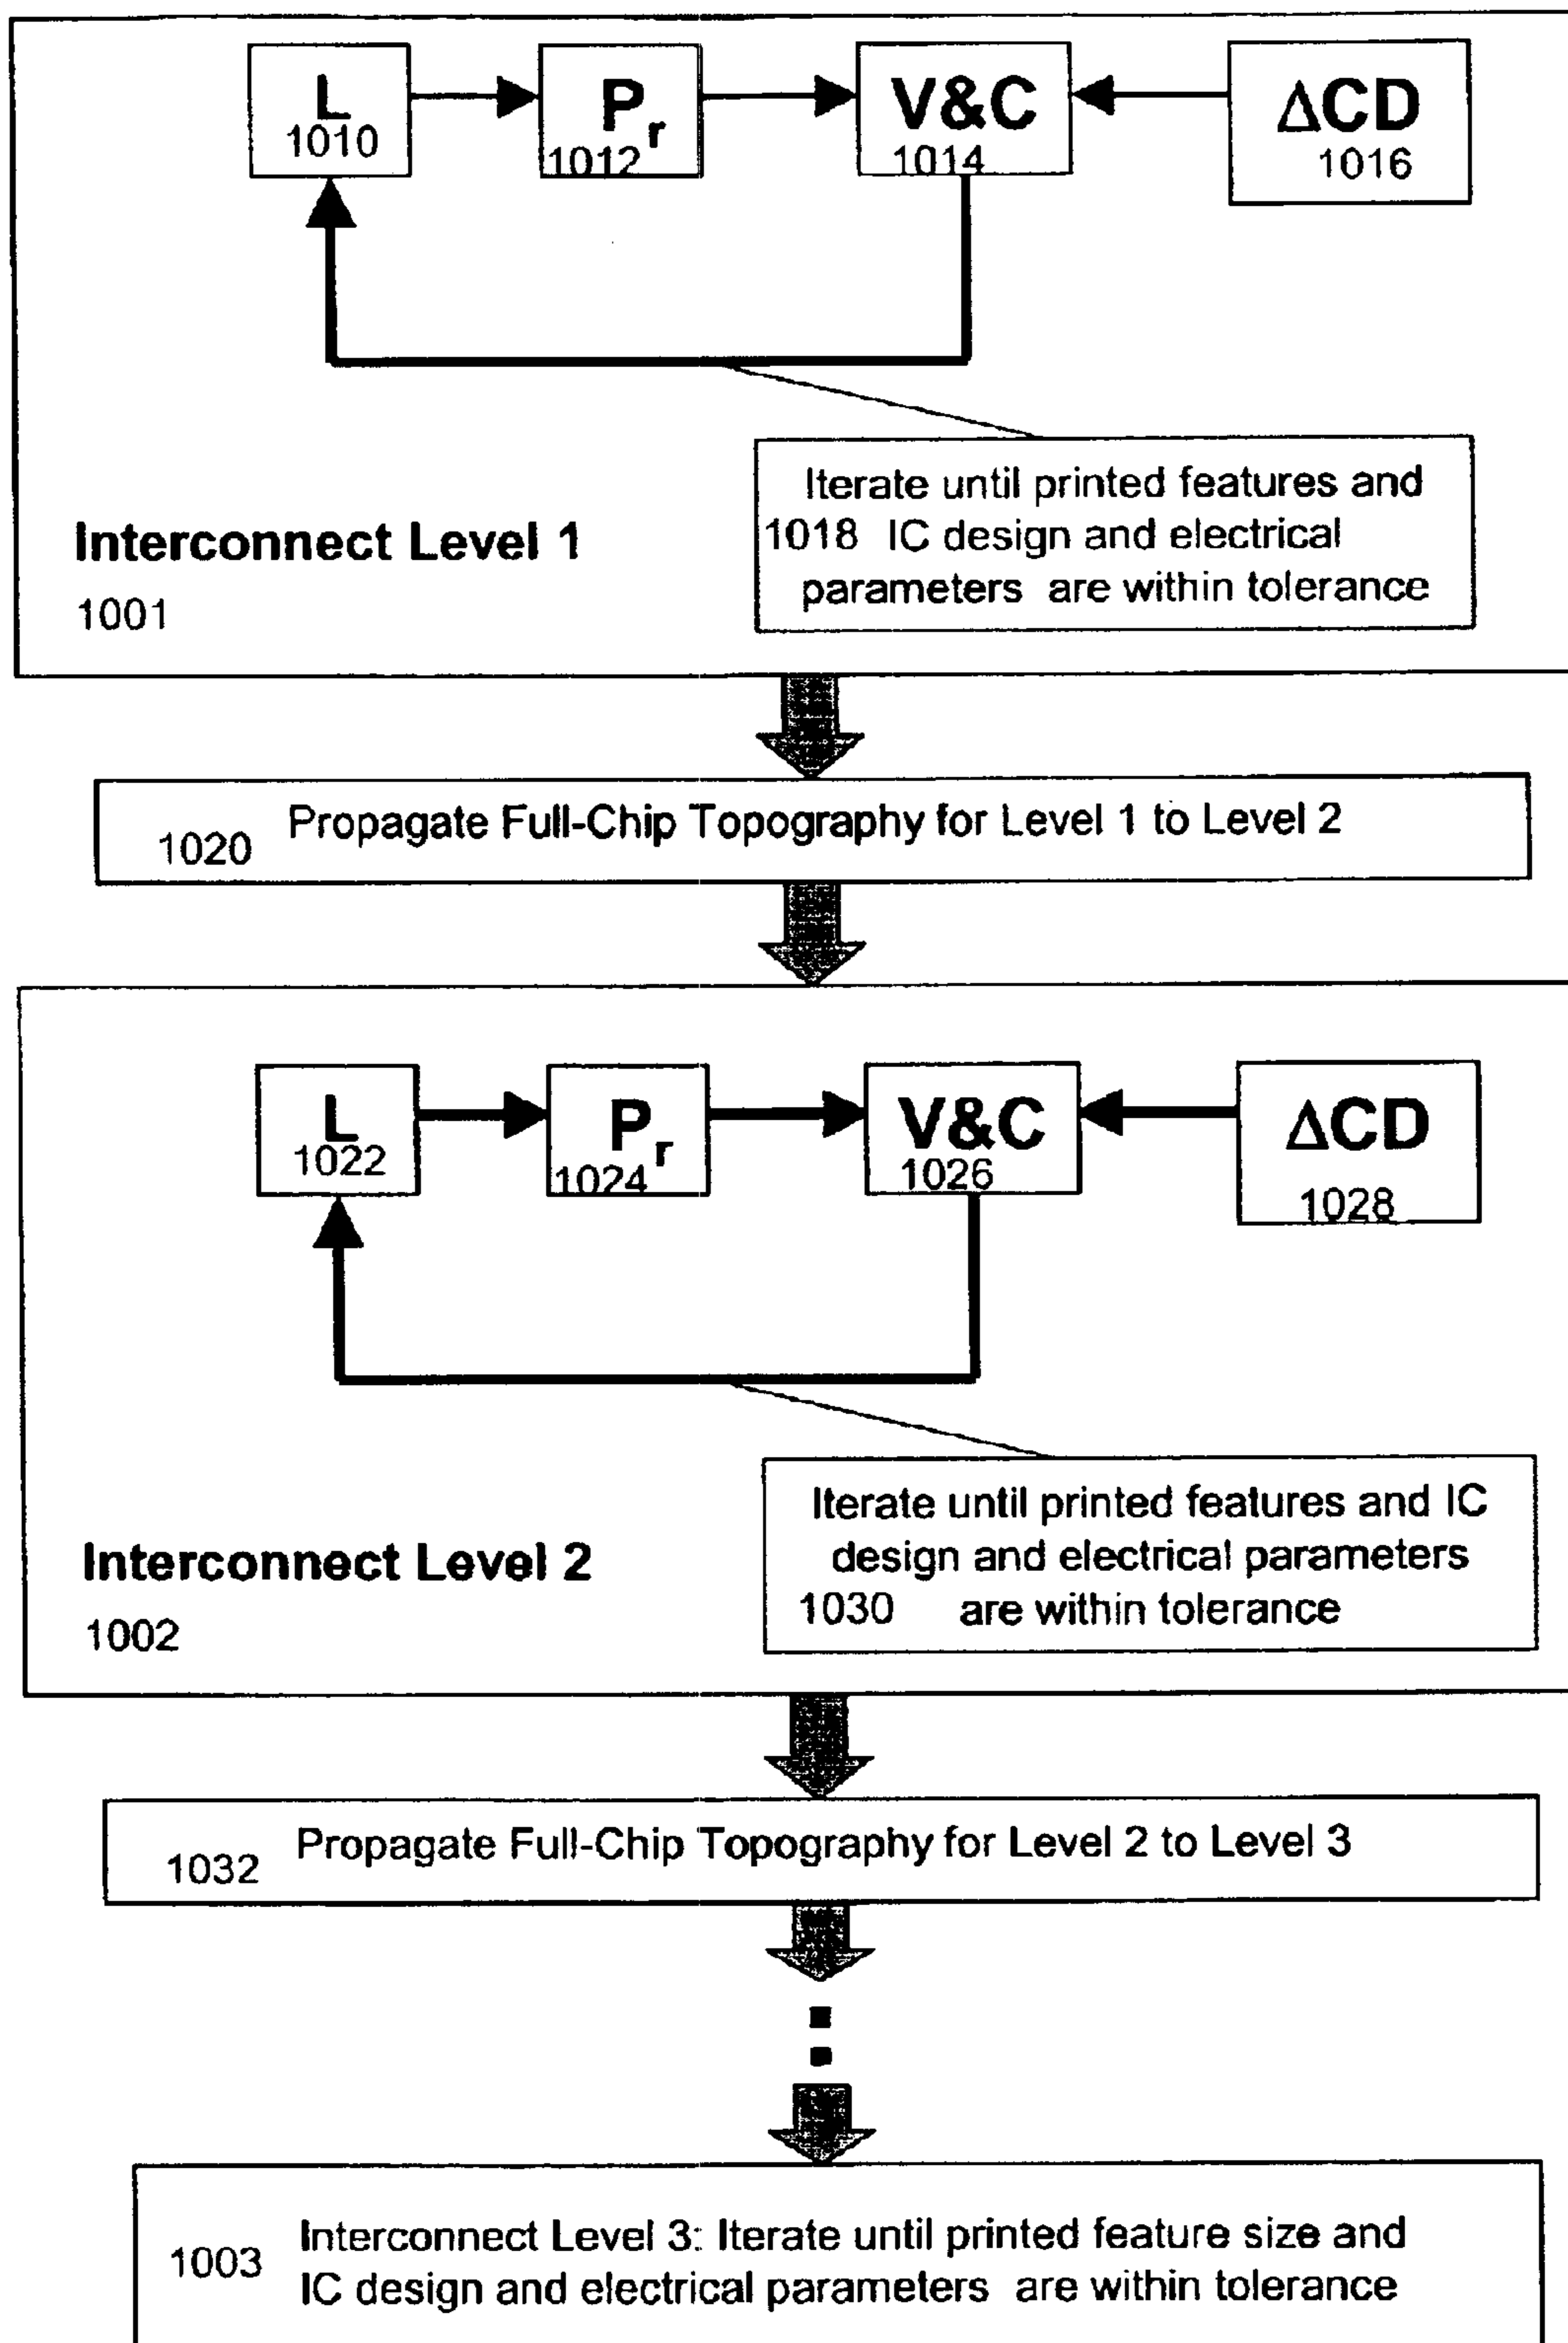 L
1010
Pr
1012
V&C
1014
ΔCD
1016
Iterate until printed features and
1018 IC design and electrical
parameters are within tolerance
Interconnect Level 1
1001
Propagate Full-Chip Topography for Level 1 to Level 2
1020
L
1022
Pr
1024
V&C
1026
ΔCD
1028
Iterate until printed features and IC
design and electrical parameters
1030 are within tolerance
Interconnect Level 2
1002
Propagate Full-Chip Topography for Level 2 to Level 3
1032
Interconnect Level 3: Iterate until printed feature size and
1003
IC design and electrical parameters are within tolerance